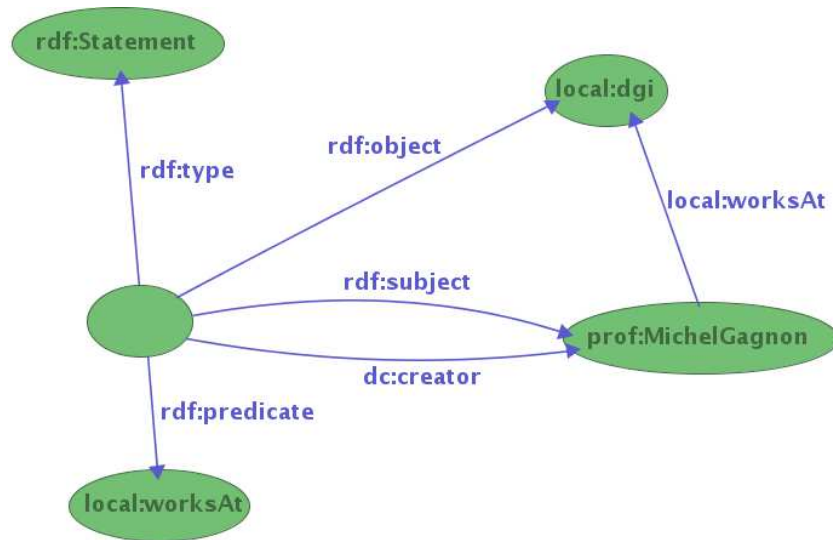 rdf:Statement
local:dgi
rdf:object
rdf:type
local:worksAt
rdf:subject
prof:MichelGagnon
dc:creator
rdf:predicate
local:worksAt